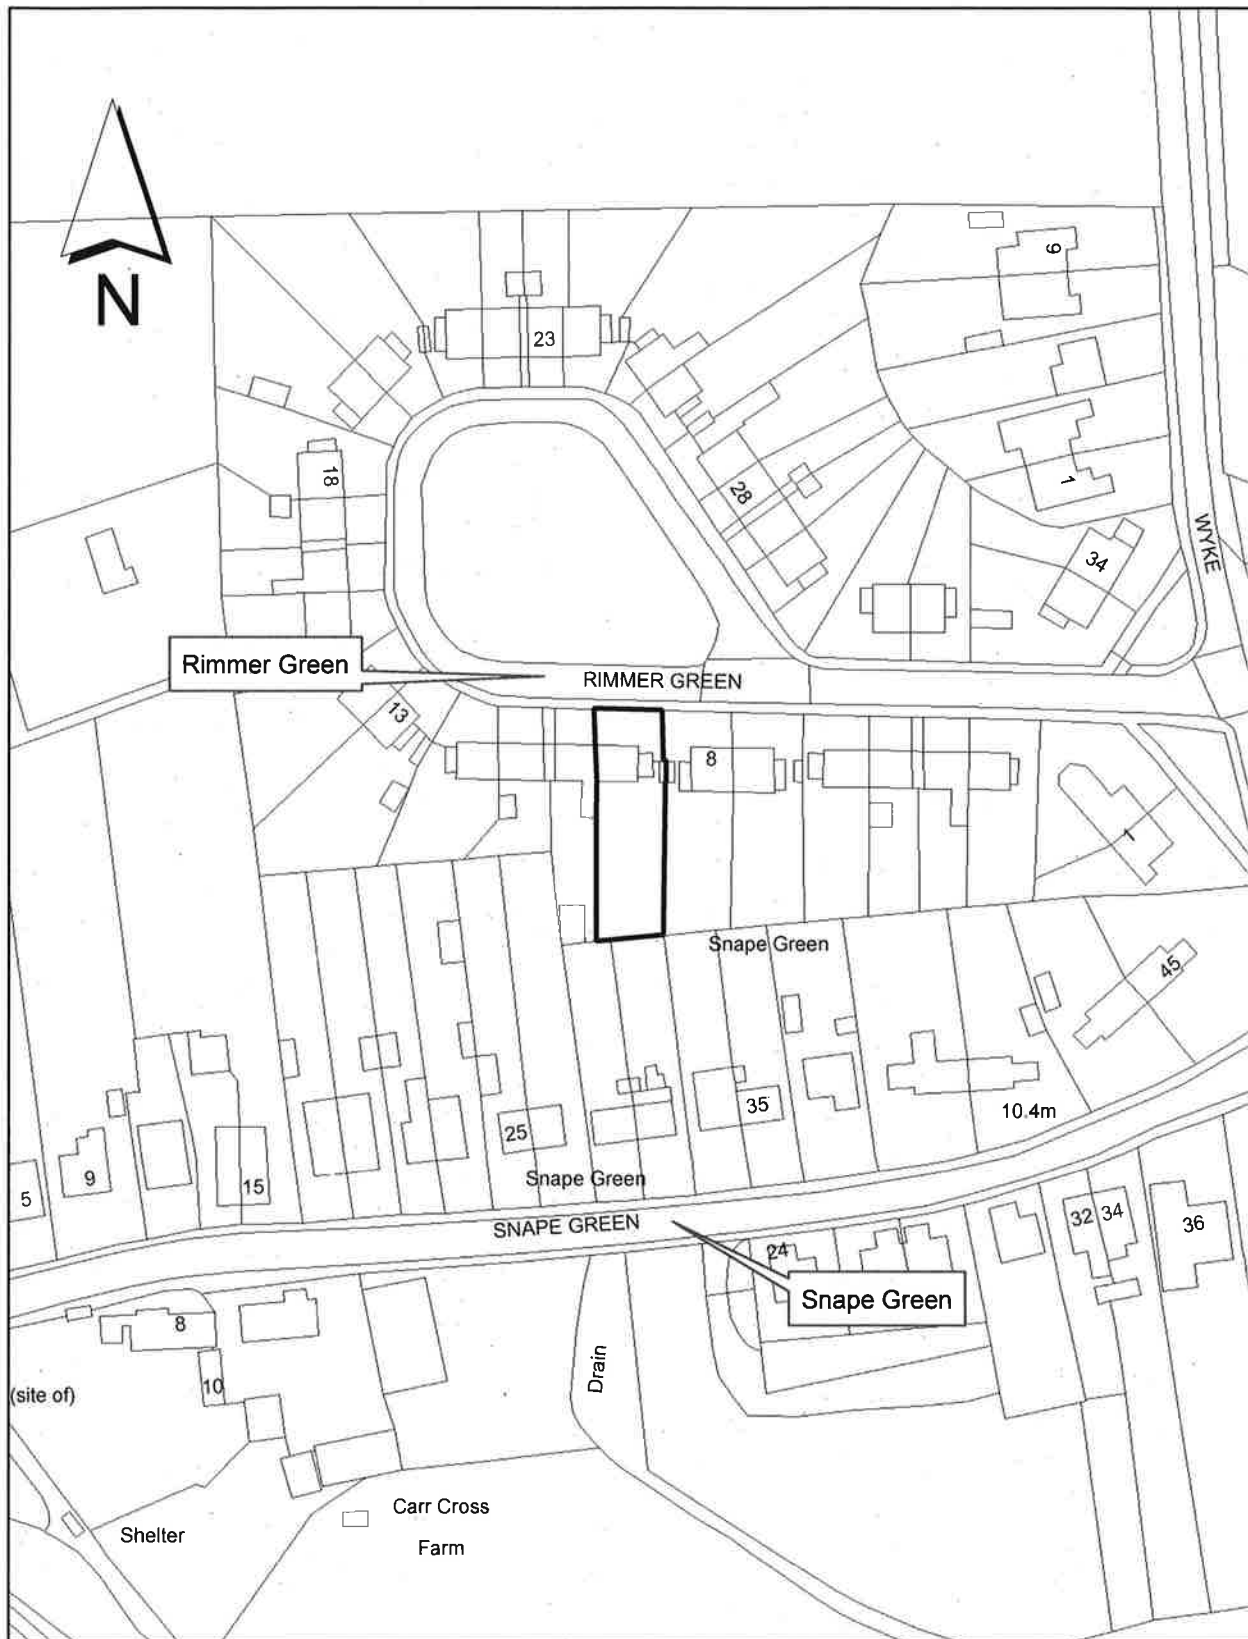 N
9
23
18
28
1
34
WYKE
Rimmer Green
RIMMER GREEN
13
8
1
Snape Green
45
35
10.4m
25
9
15
5
Snape Green
SNAPE GREEN
32
34
36
24
Snape Green
8
10
(site of)
Drain
Carr Cross
Farm
Shelter